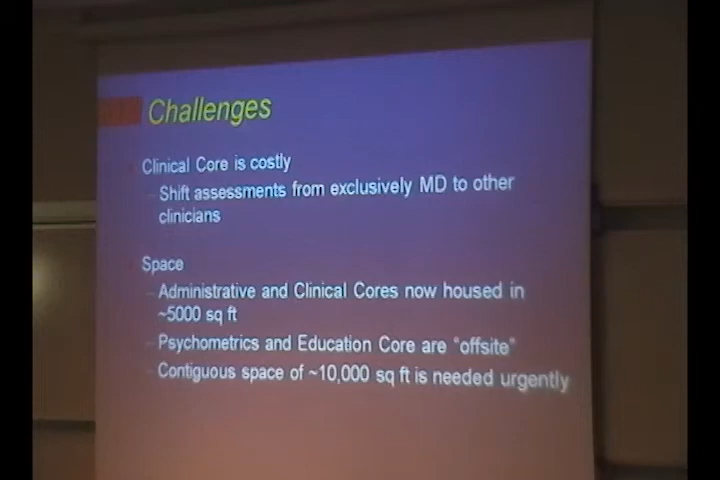 Challenges
Clinical Core is costly
Shift assessments from exclusively MD to other
clinicians
Space
Administrative and Clinical Cores now housed in
~5000 sq ft
Psychometrics and Education Core are "offsite"
Contiguous space of ~10,000 sq ft is needed urgently